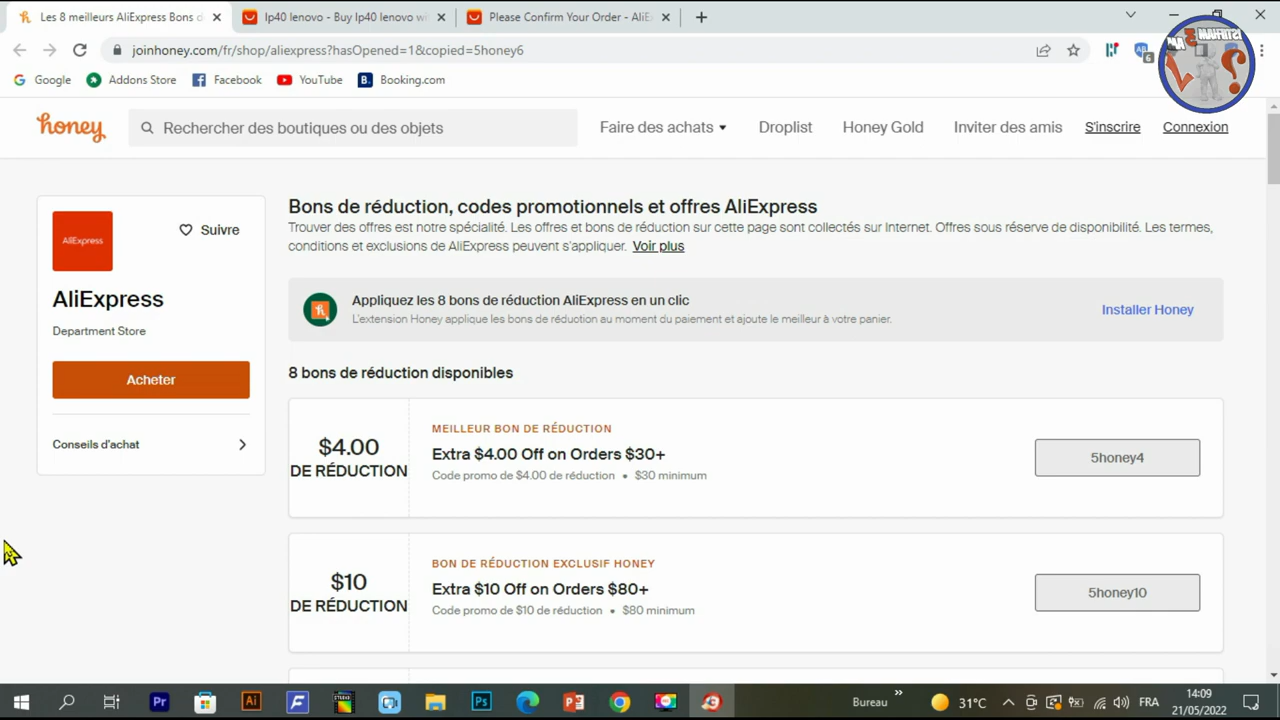 Les 8 meilleurs AliExpress Bons d
lp40 lenovo - Buy lp40 lenovo wi
Please Confirm Your Order - AliE
joinhoney.com/fr/shop/aliexpress?hasOpened=1&copied=5honey6
Google
Addons Store
Facebook
YouTube
Booking.com
honey
Rechercher des boutiques ou des objets
Faire des achats
Droplist
Honey Gold
Inviter des amis
S'inscrire
Connexion
AliExpress
Suivre
AliExpress
Department Store
Acheter
Conseils d'achat
Bons de réduction, codes promotionnels et offres AliExpress
Trouver des offres est notre spécialité. Les offres et bons de réduction sur cette page sont collectés sur Internet. Offres sous réserve de disponibilité. Les termes,
conditions et exclusions de AliExpress peuvent s'appliquer. Voir plus
Appliquez les 8 bons de réduction AliExpress en un clic
L'extension Honey applique les bons de réduction au moment du paiement et ajoute le meilleur à votre panier.
Installer Honey
8 bons de réduction disponibles
$4.00
DE RÉDUCTION
MEILLEUR BON DE RÉDUCTION
Extra $4.00 Off on Orders $30+
Code promo de $4.00 de réduction • $30 minimum
5honey4
$10
DE RÉDUCTION
BON DE RÉDUCTION EXCLUSIF HONEY
Extra $10 Off on Orders $80+
Code promo de $10 de réduction • $80 minimum
5honey10
Bureau
31°C
FRA
14:09
21/05/2022